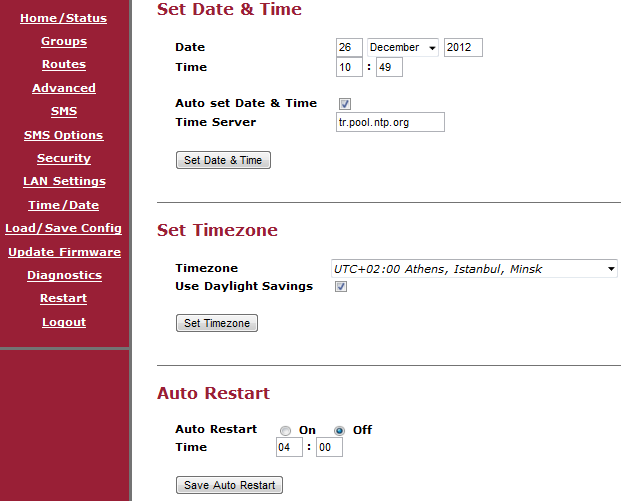 Home/Status
Groups
Routes
Advanced
SMS
SMS Options
Security
LAN Settings
Time/Date
Load/Save Config
Update Firmware
Diagnostics
Restart
Logout
Set Date & Time
Date 26 December 2012
Time 10 : 49
Auto set Date & Time
Time Server tr.pool.ntp.org
Set Date & Time
Set Timezone
Timezone UTC+02:00 Athens, Istanbul, Minsk
Use Daylight Savings
Set Timezone
Auto Restart
Auto Restart On Off
Time 04 : 00
Save Auto Restart